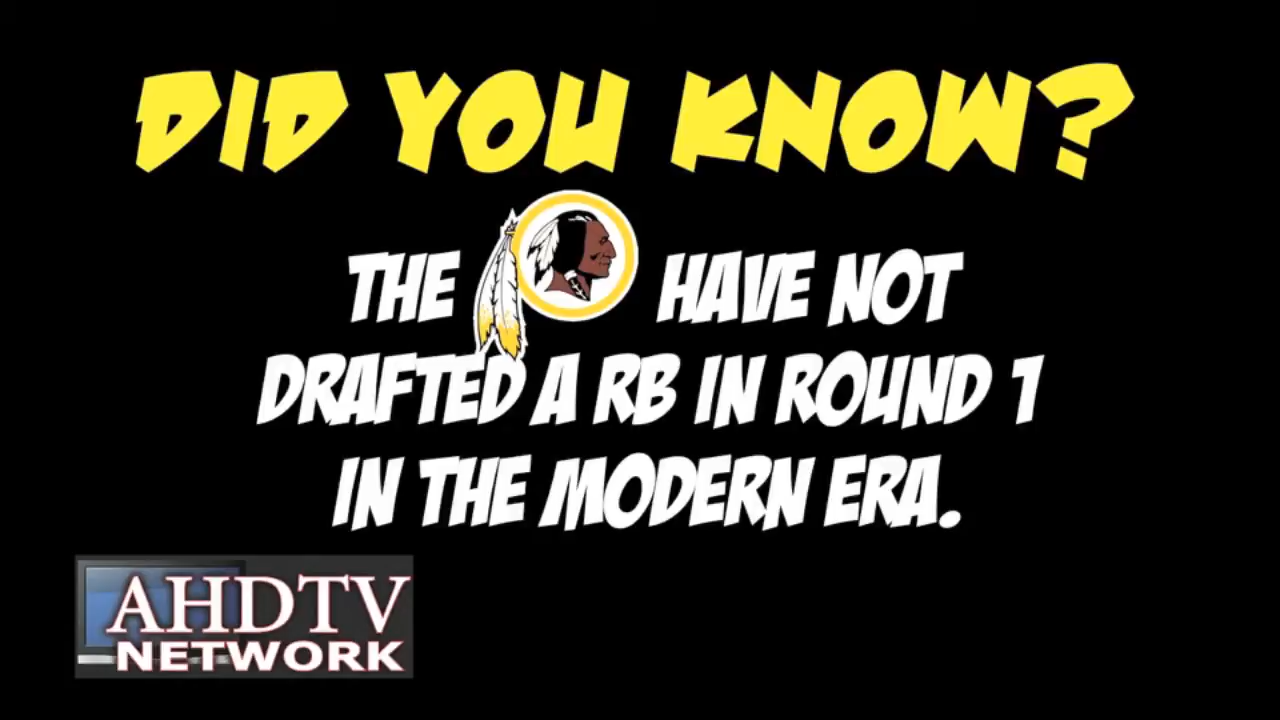 DID YOU KNOW?
THE HAVE NOT
DRAFTED A RB IN ROUND 1
IN THE MODERN ERA.
AHDTV
NETWORK